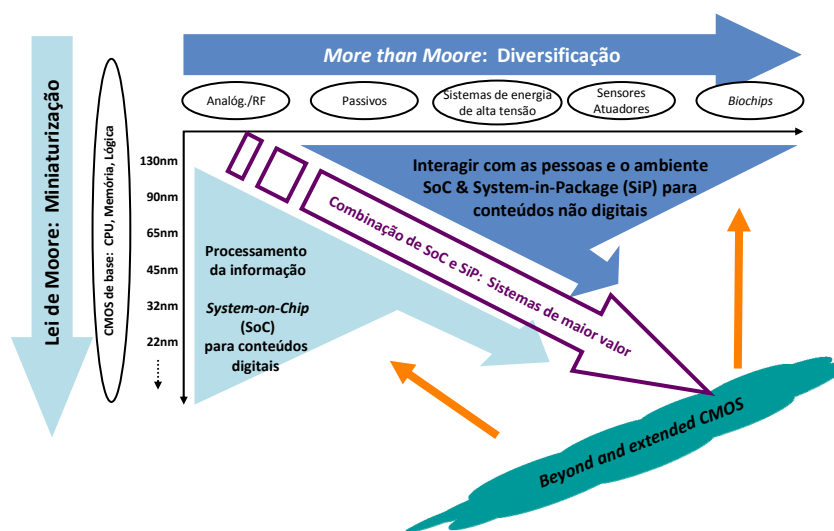 More than Moore: Diversificação
Analóg./RF
Passivos
Sistemas de energia
de alta tensão
Sensores
Atuadores
Biochips
Lei de Moore: Miniaturização
CMOS de base: CPU, Memória, Lógica
130nm
90nm
65nm
45nm
32nm
22nm
Interagir com as pessoas e o ambiente
SoC & System-in-Package (SiP) para
conteúdos não digitais
Combinação de SoC e SiP: Sistemas de maior valor
Processamento
da informação
System-on-Chip
(SoC)
para conteúdos
digitais
Beyond and extended CMOS